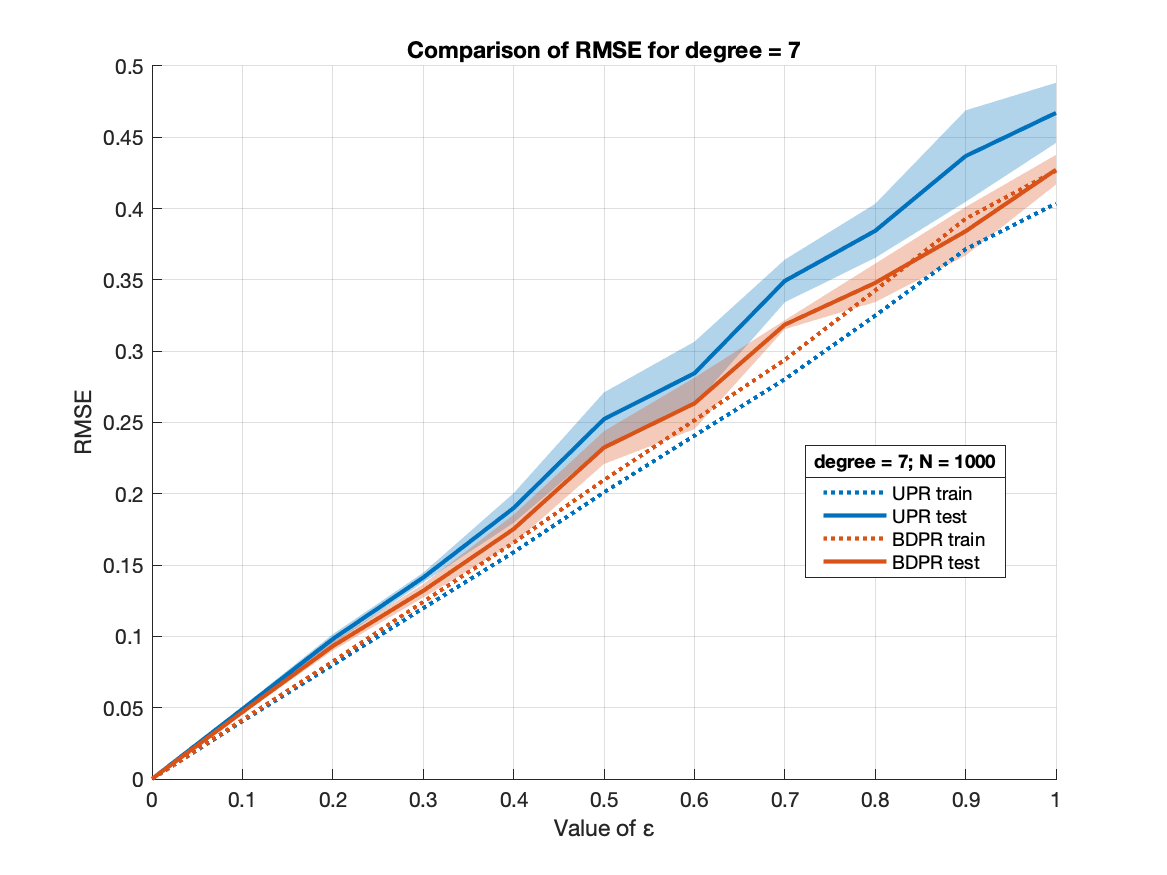 Comparison of RMSE for degree = 7
0.5
0.45
0.4
0.35
0.3
0.25
0.2
0.15
0.1
0.05
0
RMSE
degree = 7; N = 1000
UPR train
UPR test
BDPR train
BDPR test
0 0.1 0.2 0.3 0.4 0.5 0.6 0.7 0.8 0.9 1
Value of ε